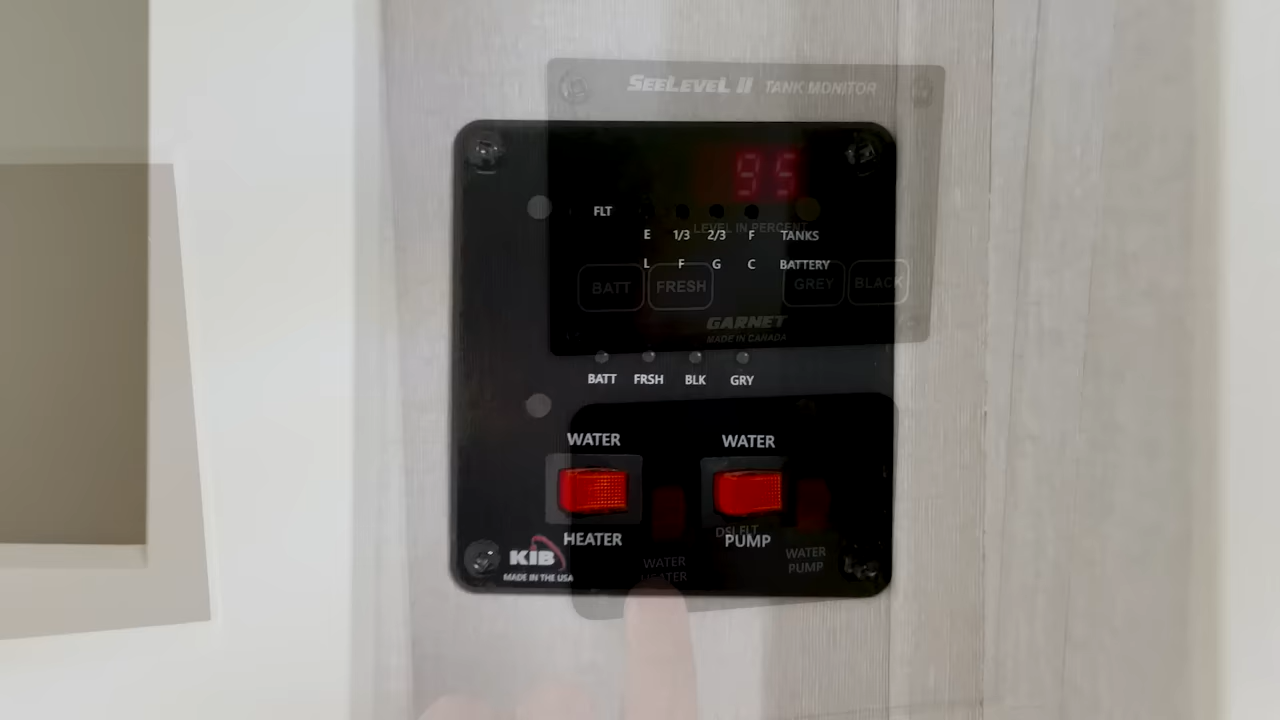 SEELEVEL II TANK MONITOR
95
FLT
LEVEL IN PERCENT
E 1/3 2/3 F TANKS
L F G C BATTERY
BATT FRESH GREY BLACK
GARNET
MADE IN CANADA
BATT FRSH BLK GRY
WATER WATER
DSI FLT
HEATER PUMP
WATER HEATER
WATER PUMP
KIB
MADE IN THE USA